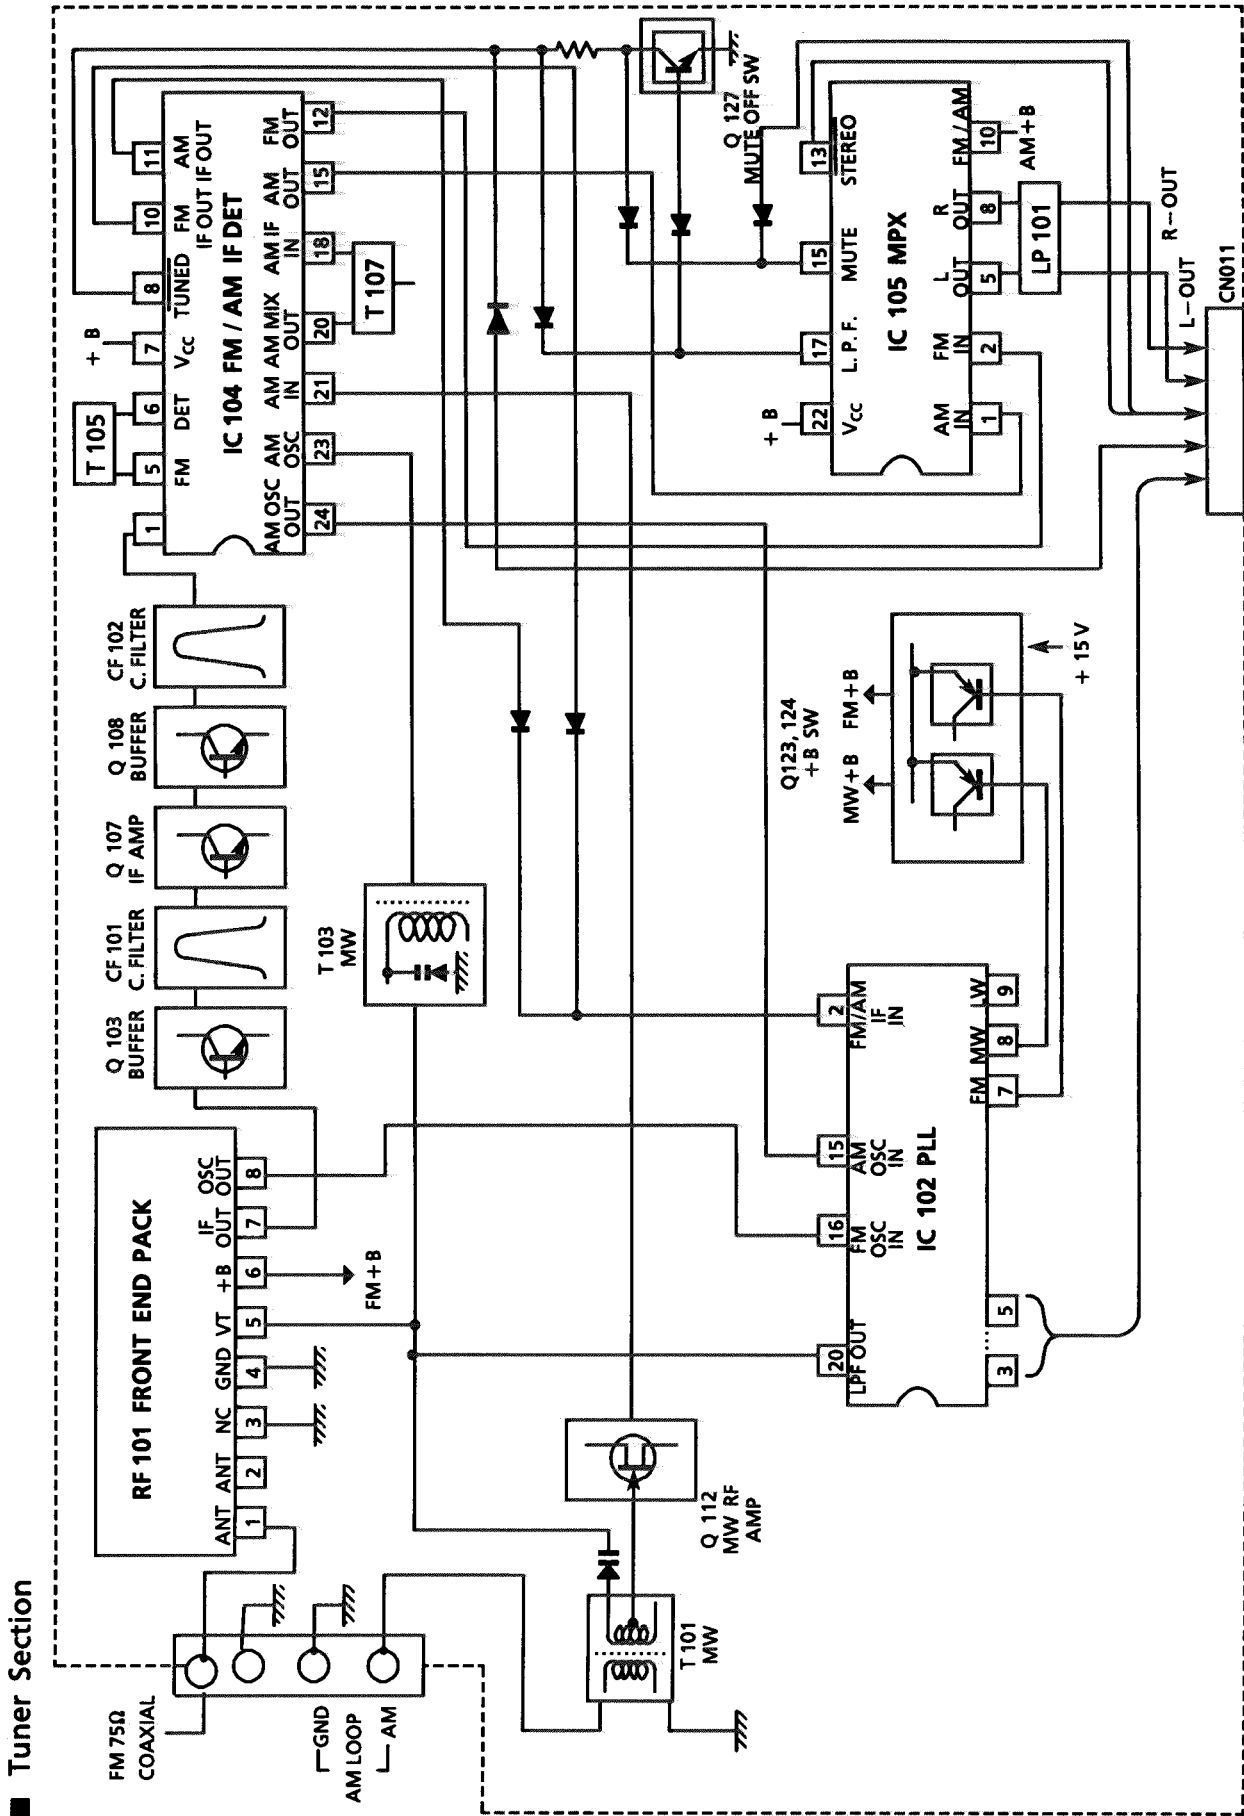 ■ Tuner Section
FM 75Ω
COAXIAL
GND
AM LOOP
AM
RF 101 FRONT END PACK
ANT
ANT
NC
GND
VT
+B
IF
OUT
OSC
OUT
1
2
3
4
5
6
7
8
FM+B
Q 103
BUFFER
CF 101
C. FILTER
Q 107
IF AMP
Q 108
BUFFER
CF 102
C. FILTER
T 105
+ B
1
5
6
7
8
10
11
FM
DET
VCC
TUNED
FM
IF OUT
AM
IF OUT
IC 104 FM / AM IF DET
AM OSC
OUT
AM
OSC
AM
IN
AM MIX
OUT
AM IF
IN
AM
OUT
FM
OUT
24
23
21
20
18
15
12
T 107
T 103
MW
T 101
MW
Q 112
MW RF
AMP
Q 127
MUTE OFF SW
+ B
22
17
15
13
VCC
L. P. F.
MUTE
STEREO
IC 105 MPX
AM
IN
FM
IN
L
OUT
R
OUT
FM / AM
1
2
5
8
10
AM+B
LP 101
Q123, 124
+B SW
MW+B
FM+B
+ 15 V
20
16
15
2
LPF OUT
FM
OSC
IN
AM
OSC
IN
FM/AM
IF
IN
IC 102 PLL
FM
MW
LW
3
5
7
8
9
L-OUT
R-OUT
CN011